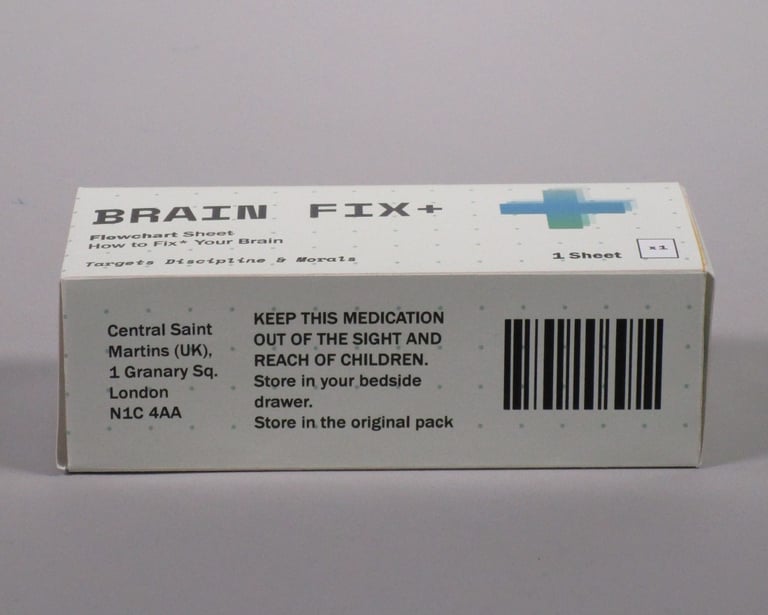 BRAIN FIX+
Flowchart Sheet
How to Fix* Your Brain
Targets Discipline & Morals
1 Sheet
x1
Central Saint
Martins (UK),
1 Granary Sq.
London
N1C 4AA
KEEP THIS MEDICATION
OUT OF THE SIGHT AND
REACH OF CHILDREN.
Store in your bedside
drawer.
Store in the original pack